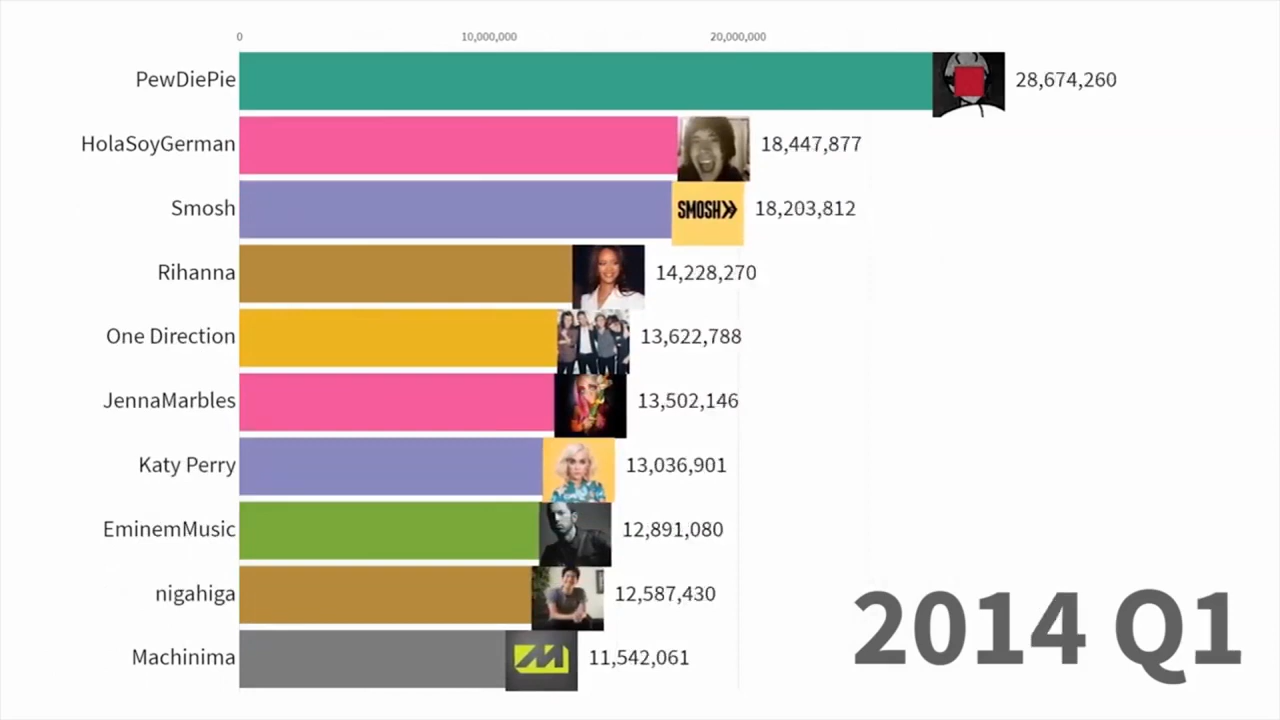 0 10,000,000 20,000,000
PewDiePie 28,674,260
HolaSoyGerman 18,447,877
Smosh SMOSH 18,203,812
Rihanna 14,228,270
One Direction 13,622,788
JennaMarbles 13,502,146
Katy Perry 13,036,901
EminemMusic 12,891,080
nigahiga 12,587,430
Machinima 11,542,061
2014 Q1